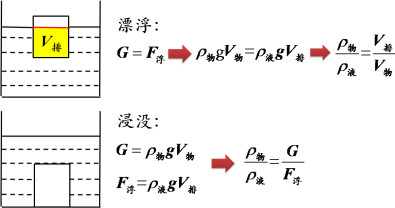 漂浮：
V排
G = F浮 ρ物gV物=ρ液gV排 ρ物/ρ液=V排/V物
浸没：
G = ρ物gV物
F浮=ρ液gV排 ρ物/ρ液=G/F浮